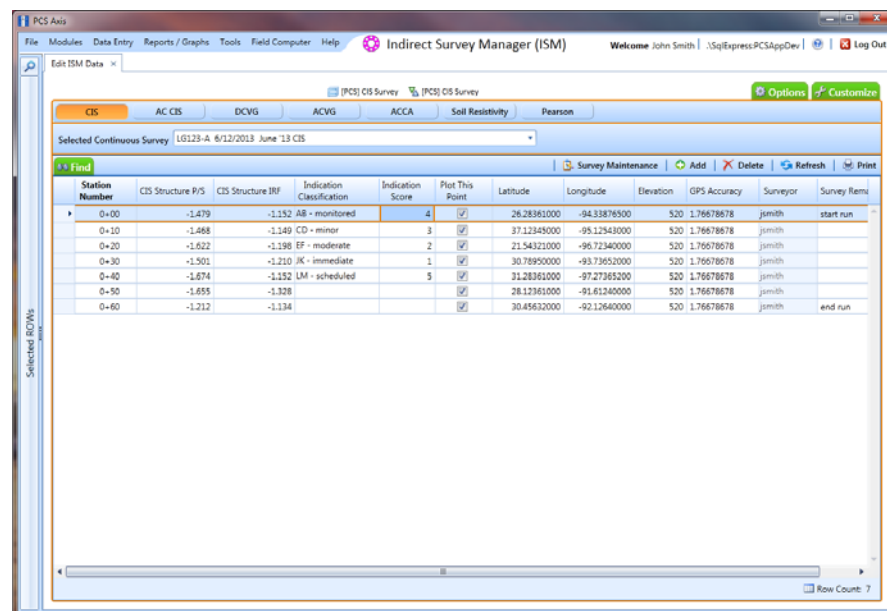 PCS Axis
File Modules Data Entry Reports / Graphs Tools Field Computer Help Indirect Survey Manager (ISM) Welcome John Smith .\SqlExpress:PCSAppDev Log Out
Edit ISM Data
[PCS] CIS Survey [PCS] CIS Survey Options Customize
CIS AC CIS DCVG ACVG ACCA Soil Resistivity Pearson
Selected Continuous Survey LG123-A 6/12/2013 June '13 CIS
Find Survey Maintenance Add Delete Refresh Print
Station Number CIS Structure P/S CIS Structure IRF Indication Classification Indication Score Plot This Point Latitude Longitude Elevation GPS Accuracy Surveyor Survey Rema
0+00 -1.479 -1.152 AB - monitored 4 26.28361000 -94.33876500 520 1.76678678 jsmith start run
0+10 -1.468 -1.149 CD - minor 3 37.12345000 -95.12543000 520 1.76678678 jsmith
0+20 -1.622 -1.198 EF - moderate 2 21.54321000 -96.72340000 520 1.76678678 jsmith
0+30 -1.501 -1.210 JK - immediate 1 30.78950000 -93.73652000 520 1.76678678 jsmith
0+40 -1.674 -1.152 LM - scheduled 5 31.28361000 -97.27365200 520 1.76678678 jsmith
0+50 -1.655 -1.328 28.12361000 -91.61240000 520 1.76678678 jsmith
0+60 -1.212 -1.134 30.45632000 -92.12640000 520 1.76678678 jsmith end run
Selected ROWs
Row Count: 7